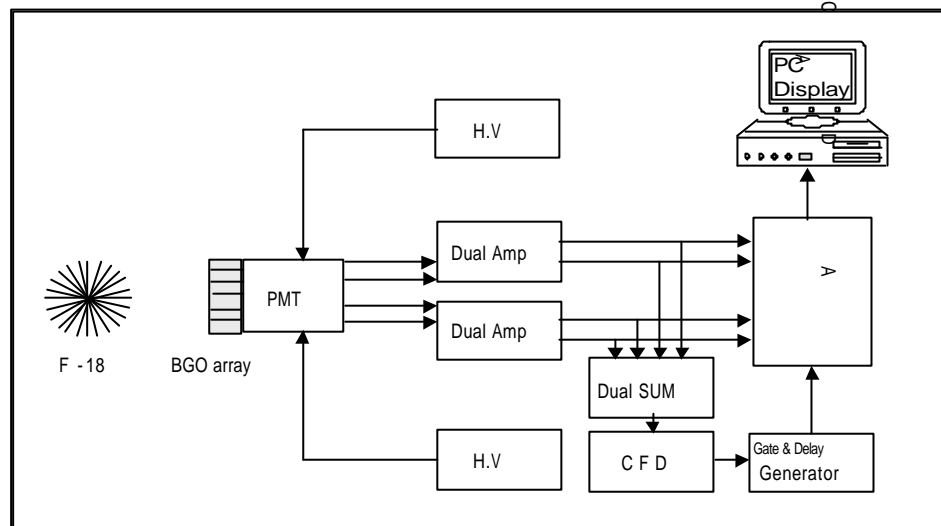 PC
Display
H.V
Dual Amp
A
PMT
Dual Amp
F -18
BGO array
Dual SUM
H.V
C F D
Gate & Delay
Generator